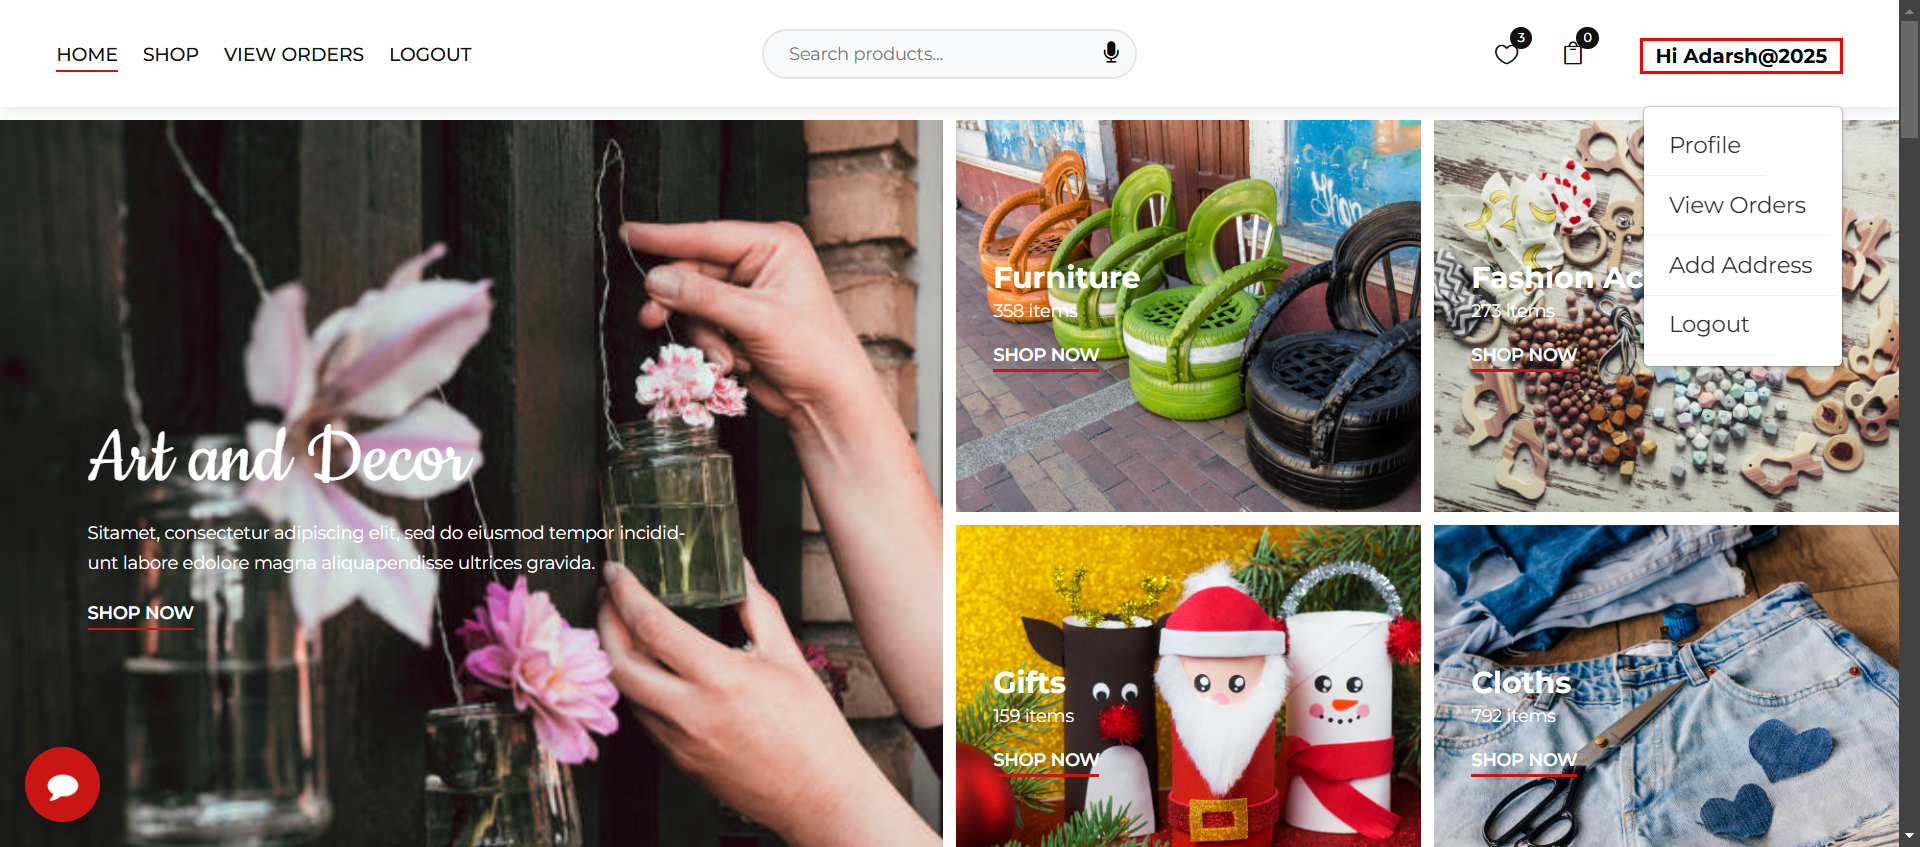 HOME SHOP VIEW ORDERS LOGOUT
Search products...
3
0
Hi Adarsh@2025
Profile
View Orders
Add Address
Logout
Art and Decor
Sitamet, consectetur adipiscing elit, sed do eiusmod tempor incidid-
unt labore edolore magna aliquapendisse ultrices gravida.
SHOP NOW
Furniture
358 items
SHOP NOW
Fashion Ac
273 items
SHOP NOW
Gifts
159 items
SHOP NOW
Cloths
792 items
SHOP NOW